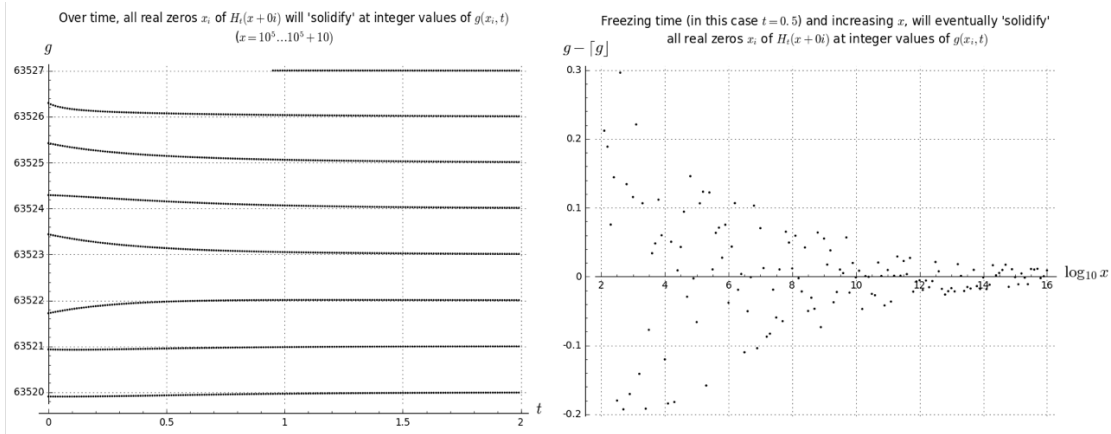 Over time, all real zeros $x_i$ of $H_t(x+0i)$ will 'solidify' at integer values of $g(x_i,t)$
$(x=10^5\ldots10^5+10)$
g
63527
63526
63525
63524
63523
63522
63521
63520
0 0.5 1 1.5 2 t
Freezing time (in this case $t=0.5$) and increasing $x$, will eventually 'solidify'
all real zeros $x_i$ of $H_t(x+0i)$ at integer values of $g(x_i,t)$
$g-\lceil g\rfloor$
0.3
0.2
0.1
0
-0.1
-0.2
2 4 6 8 10 12 14 16 $\log_{10} x$